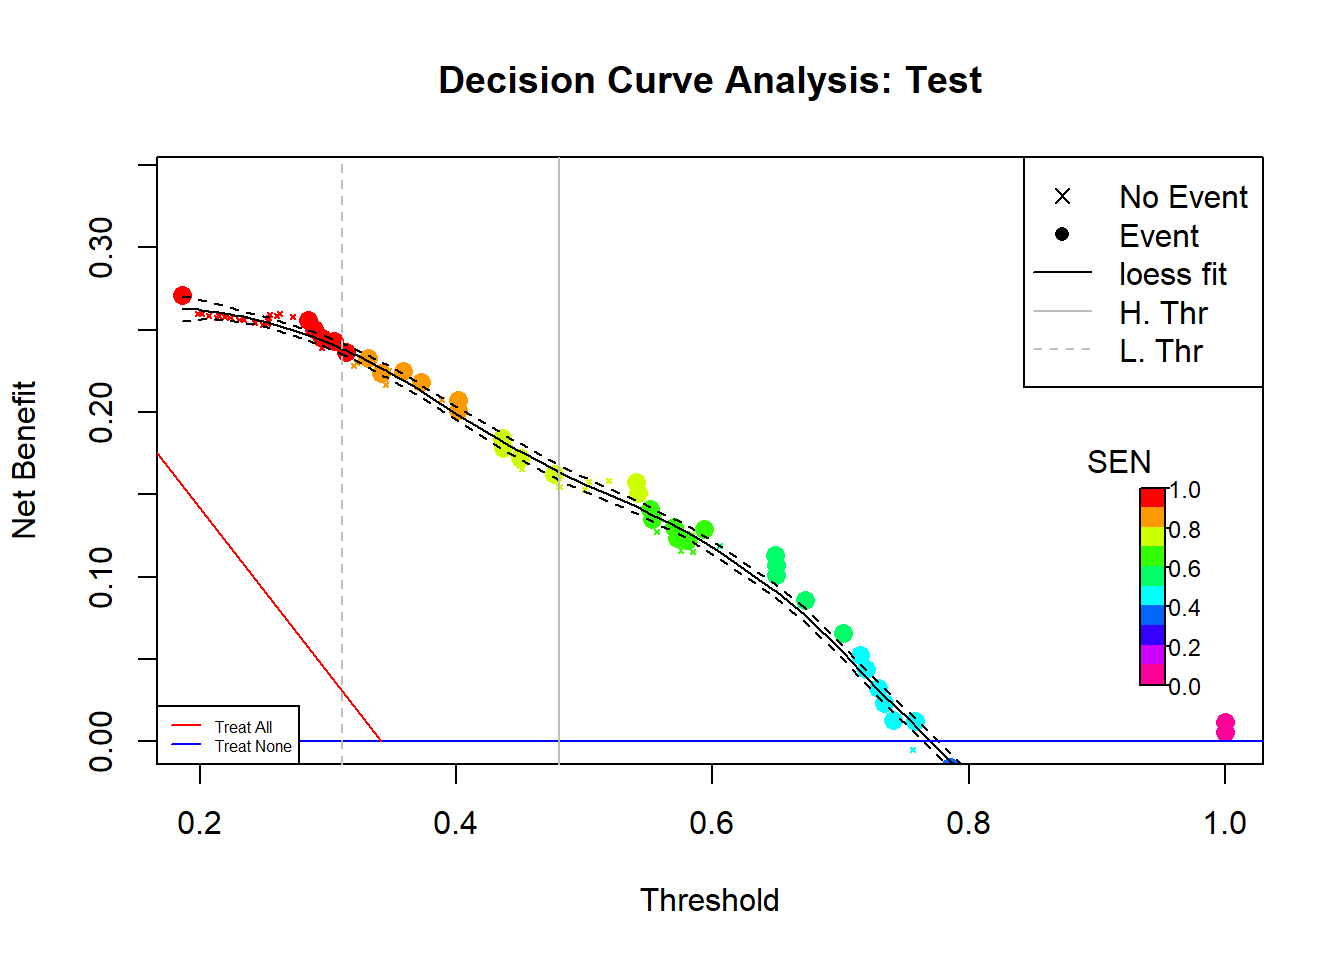 Decision Curve Analysis: Test
No Event
Event
loess fit
H. Thr
L. Thr
Net Benefit
0.00
0.10
0.20
0.30
SEN
1.0
0.8
0.6
0.4
0.2
0.0
Treat All
Treat None
0.2
0.4
0.6
0.8
1.0
Threshold